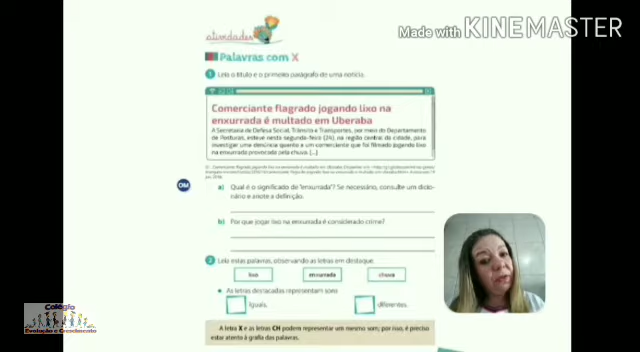 Made with KINEMASTER
atividades
Palavras com X
1 Leia o título e o primeiro parágrafo de uma notícia.
Comerciante flagrado jogando lixo na
enxurrada é multado em Uberaba
A Secretaria de Defesa Social, Trânsito e Transportes, por meio do Departamento
de Posturas, esteve nesta segunda-feira (26), na região central da cidade, para
investigar uma denúncia quanto a um comerciante que foi filmado jogando lixo
na enxurrada provocada pela chuva. [...]
OM
a) Qual é o significado de "enxurrada"? Se necessário, consulte um dicio-
nário e anote a definição.
b) Por que jogar lixo na enxurrada é considerado crime?
2 Leia estas palavras, observando as letras em destaque.
lixo
enxurrada
chuva
As letras destacadas representam sons
iguais.
diferentes.
A letra X e as letras CH podem representar um mesmo som; por isso, é preciso
estar atento à grafia das palavras.
Colégio
Evolução e Crescimento